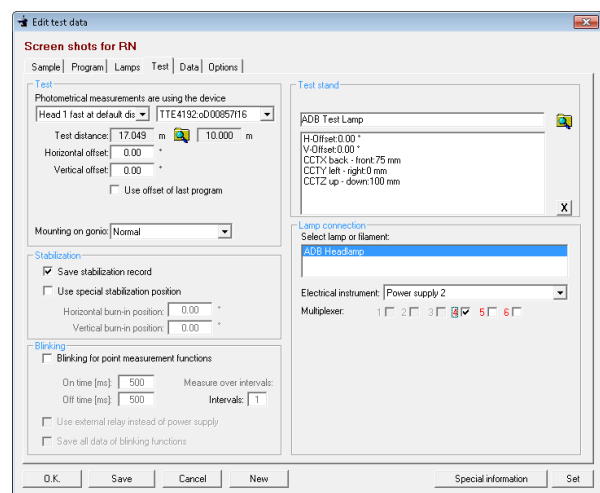 Edit test data
Screen shots for RN
Sample Program Lamps Test Data Options
Test
Photometrical measurements are using the device
Head 1 fast at default dis TTE4192:oD00857f16
Test distance: 17.049 m 10.000 m
Horizontal offset: 0.00 °
Vertical offset: 0.00 °
Use offset of last program
Mounting on gonio: Normal
Stabilization
Save stabilization record
Use special stabilization position
Horizontal burn-in position: 0.00 °
Vertical burn-in position: 0.00 °
Blinking
Blinking for point measurement functions
On time [ms]: 500 Measure over intervals:
Off time [ms]: 500 Intervals: 1
Use external relay instead of power supply
Save all data of blinking functions
Test stand
ADB Test Lamp
H-Offset:0.00 °
V-Offset:0.00 °
CCTX back - front:75 mm
CCTY left - right:0 mm
CCTZ up - down:100 mm
X
Lamp connection
Select lamp or filament:
ADB Headlamp
Electrical instrument: Power supply 2
Multiplexer: 1 2 3 4 5 6
O.K. Save Cancel New Special information Set